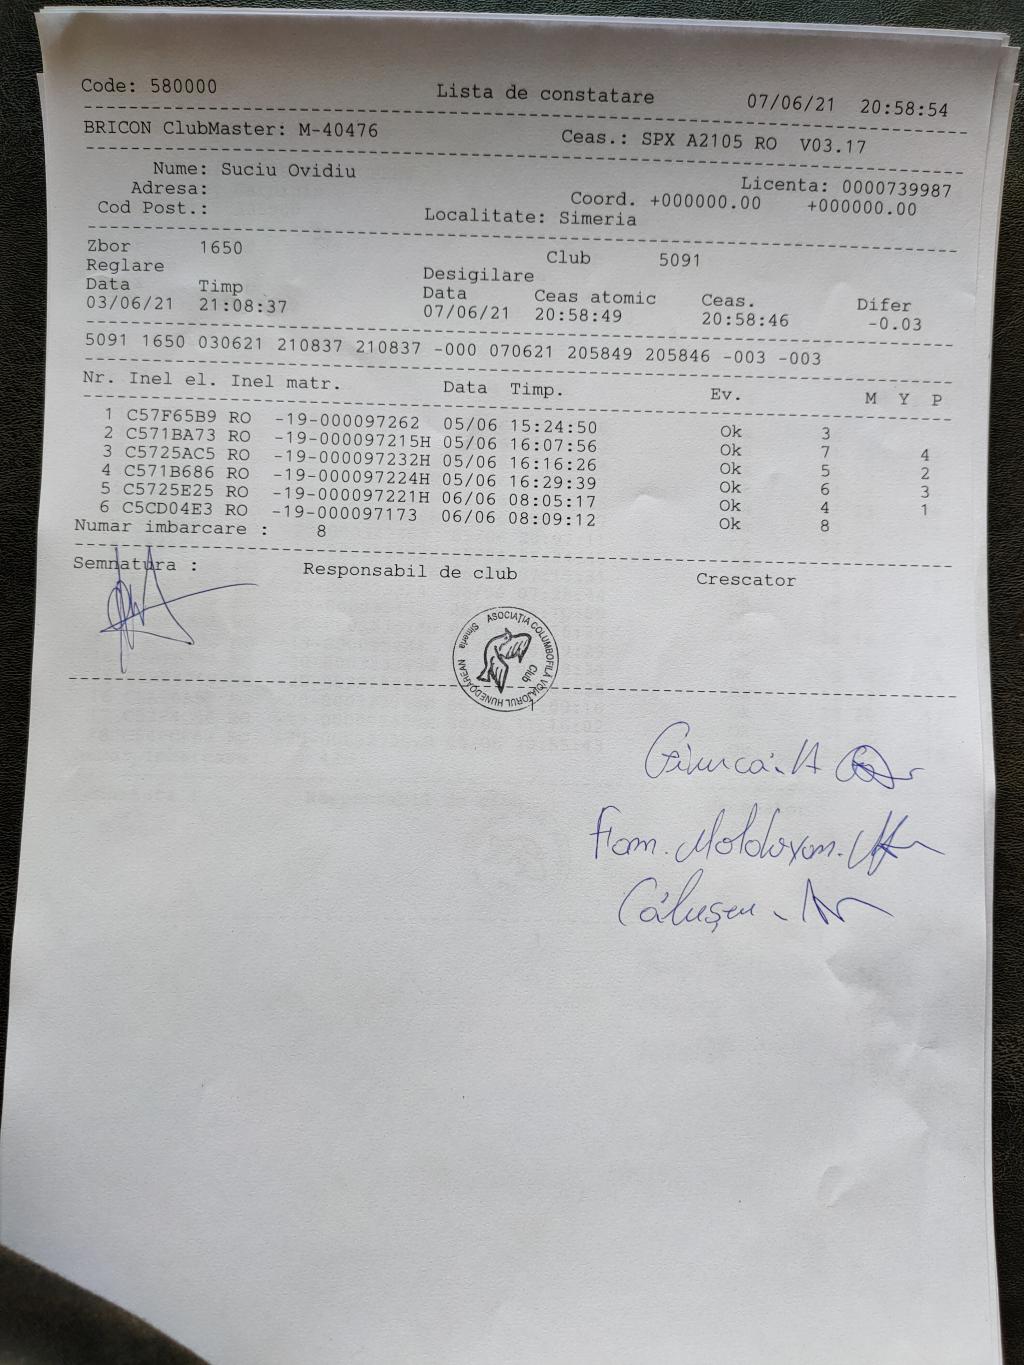 Code: 580000 Lista de constatare 07/06/21 20:58:54
BRICON ClubMaster: M-40476 Ceas.: SPX A2105 RO V03.17
Nume: Suciu Ovidiu Licenta: 0000739987
Adresa: Coord. +000000.00 +000000.00
Cod Post.: Localitate: Simeria
Zbor 1650 Club 5091
Reglare Desigilare
Data Timp Data Ceas atomic Ceas. Difer
03/06/21 21:08:37 07/06/21 20:58:49 20:58:46 -0.03
5091 1650 030621 210837 210837 -000 070621 205849 205846 -003 -003
Nr. Inel el. Inel matr. Data Timp. Ev. M Y P
1 C57F65B9 RO -19-000097262 05/06 15:24:50 Ok 3
2 C571BA73 RO -19-000097215H 05/06 16:07:56 Ok 7 4
3 C5725AC5 RO -19-000097232H 05/06 16:16:26 Ok 5 2
4 C571B686 RO -19-000097224H 05/06 16:29:39 Ok 6 3
5 C5725E25 RO -19-000097221H 06/06 08:05:17 Ok 4 1
6 C5CD04E3 RO -19-000097173 06/06 08:09:12 Ok 8
Numar imbarcare : 8
Semnatura : Responsabil de club Crescator
ASOCIAȚIA COLUMBOFILA VOIAJORUL HUNEDOAREAN
Simeria
Club
Fam. Moldovan.
Călușeru